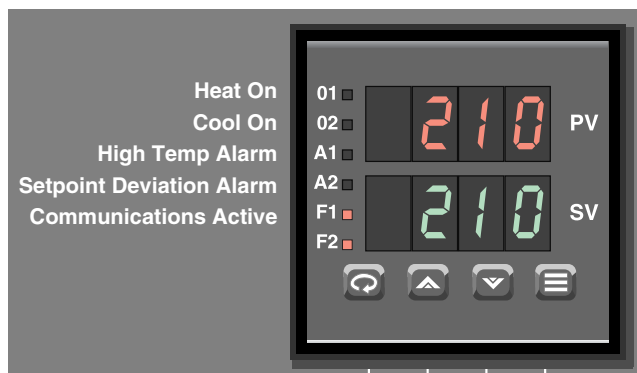 Heat On
Cool On
High Temp Alarm
Setpoint Deviation Alarm
Communications Active
01
02
A1
A2
F1
F2
210 PV
210 SV